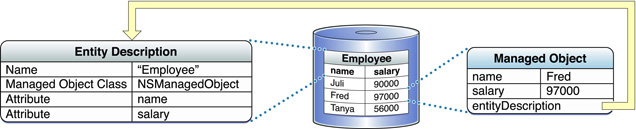 Entity Description
Name "Employee"
Managed Object Class NSManagedObject
Attribute name
Attribute salary
Employee
name salary
Juli 90000
Fred 97000
Tanya 56000
Managed Object
name Fred
salary 97000
entityDescription